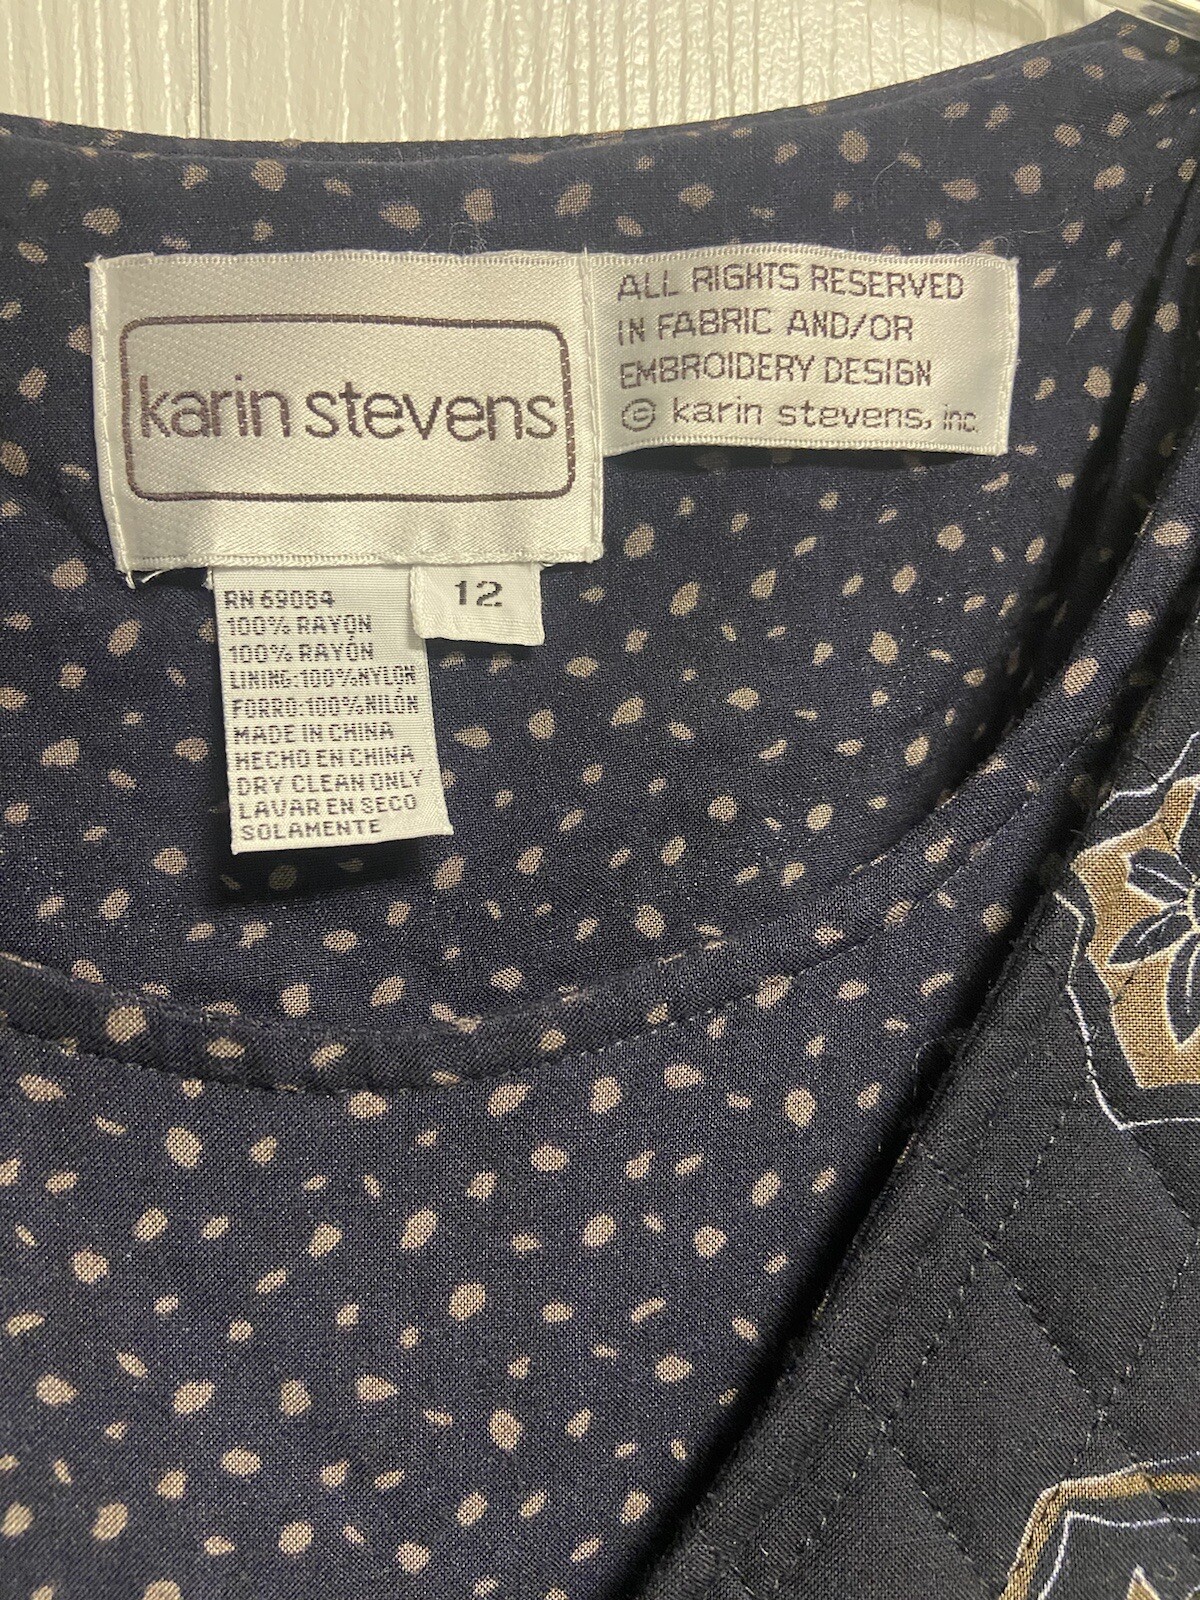 karin stevens
ALL RIGHTS RESERVED
IN FABRIC AND/OR
EMBROIDERY DESIGN
© karin stevens, inc.
12
RN 69084
100% RAYON
100% RAYÓN
LINING:100%NYLON
FORRO:100%NILÓN
MADE IN CHINA
HECHO EN CHINA
DRY CLEAN ONLY
LAVAR EN SECO
SOLAMENTE